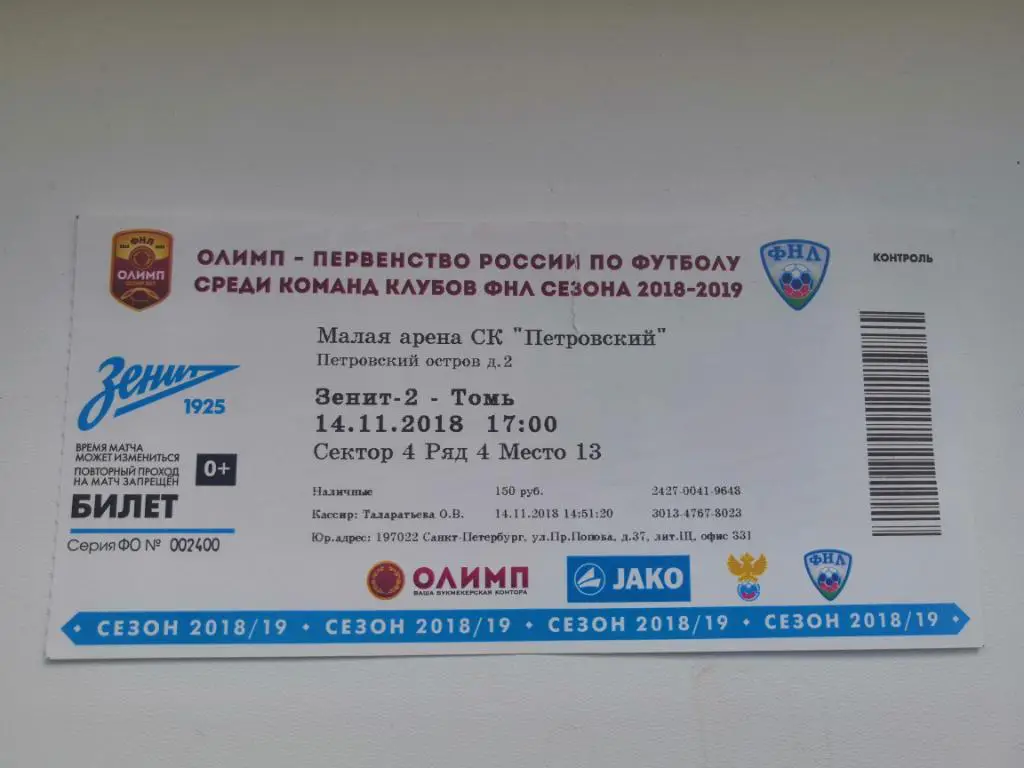 ФНЛ
ОЛИМП
ОЛИМП - ПЕРВЕНСТВО РОССИИ ПО ФУТБОЛУ
СРЕДИ КОМАНД КЛУБОВ ФНЛ СЕЗОНА 2018-2019
ФНЛ
КОНТРОЛЬ
Малая арена СК "Петровский"
Петровский остров д.2
Зенит
1925
Зенит-2 - Томь
14.11.2018 17:00
Сектор 4 Ряд 4 Место 13
ВРЕМЯ МАТЧА
МОЖЕТ ИЗМЕНИТЬСЯ
ПОВТОРНЫЙ ПРОХОД
НА МАТЧ ЗАПРЕЩЕН
0+
БИЛЕТ
Серия ФО № 002400
Наличные 150 руб. 2427-0041-9648
Кассир: Таларатьева О.В. 14.11.2018 14:51:20 3013-4767-8023
Юр.адрес: 197022 Санкт-Петербург, ул.Пр.Попова, д.37, лит.Щ, офис 331
ОЛИМП
ВАША БУКМЕКЕРСКАЯ КОНТОРА
JAKO
ФНЛ
СЕЗОН 2018/19 • СЕЗОН 2018/19 • СЕЗОН 2018/19 • СЕЗОН 2018/19